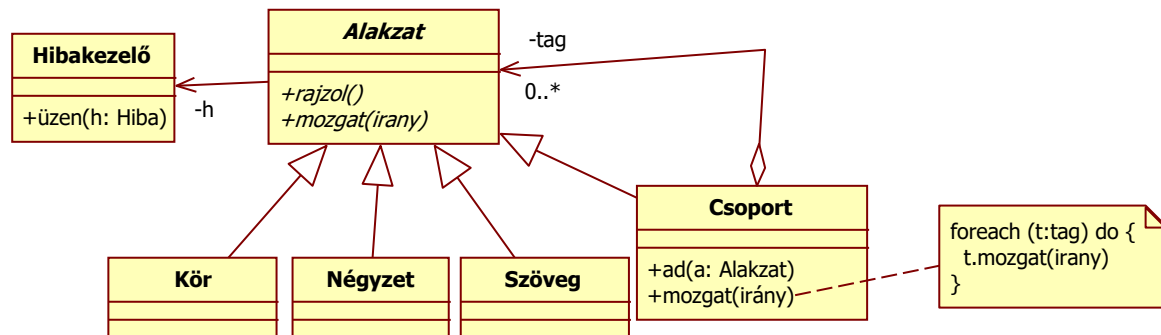 Hibakezelő
+üzen(h: Hiba)
-h
Alakzat
+rajzol()
+mozgat(irany)
-tag
0..*
Kör
Négyzet
Szöveg
Csoport
+ad(a: Alakzat)
+mozgat(irány)
foreach (t:tag) do {
t.mozgat(irany)
}